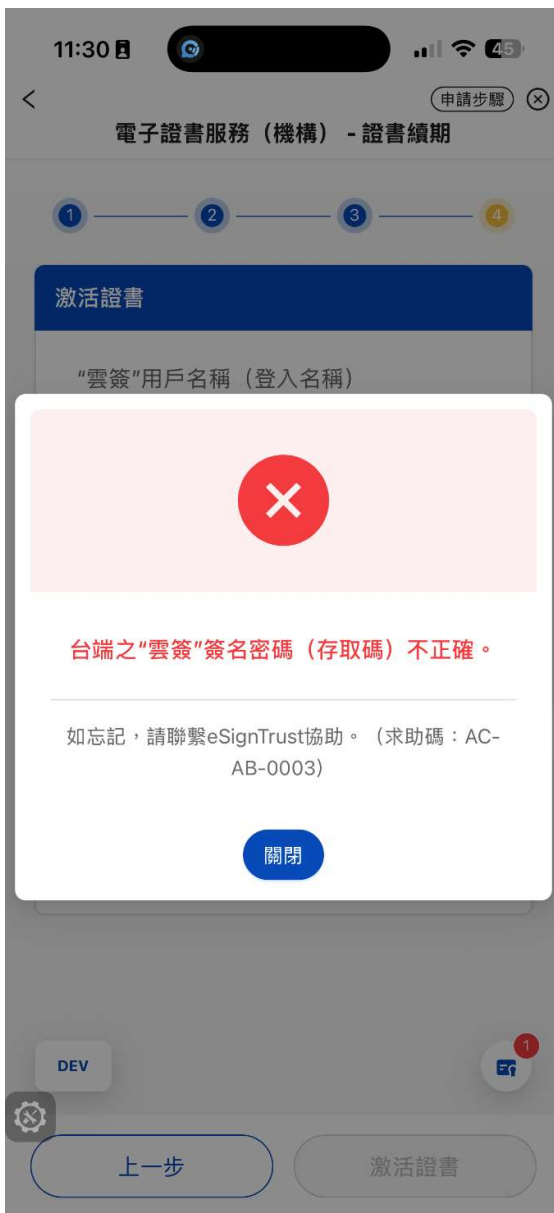 11:30
45
申請步驟
電子證書服務（機構） - 證書續期
1
2
3
4
激活證書
“雲簽”用戶名稱（登入名稱）
台端之“雲簽”簽名密碼（存取碼）不正確。
如忘記，請聯繫eSignTrust協助。（求助碼：AC-
AB-0003）
關閉
DEV
1
上一步
激活證書